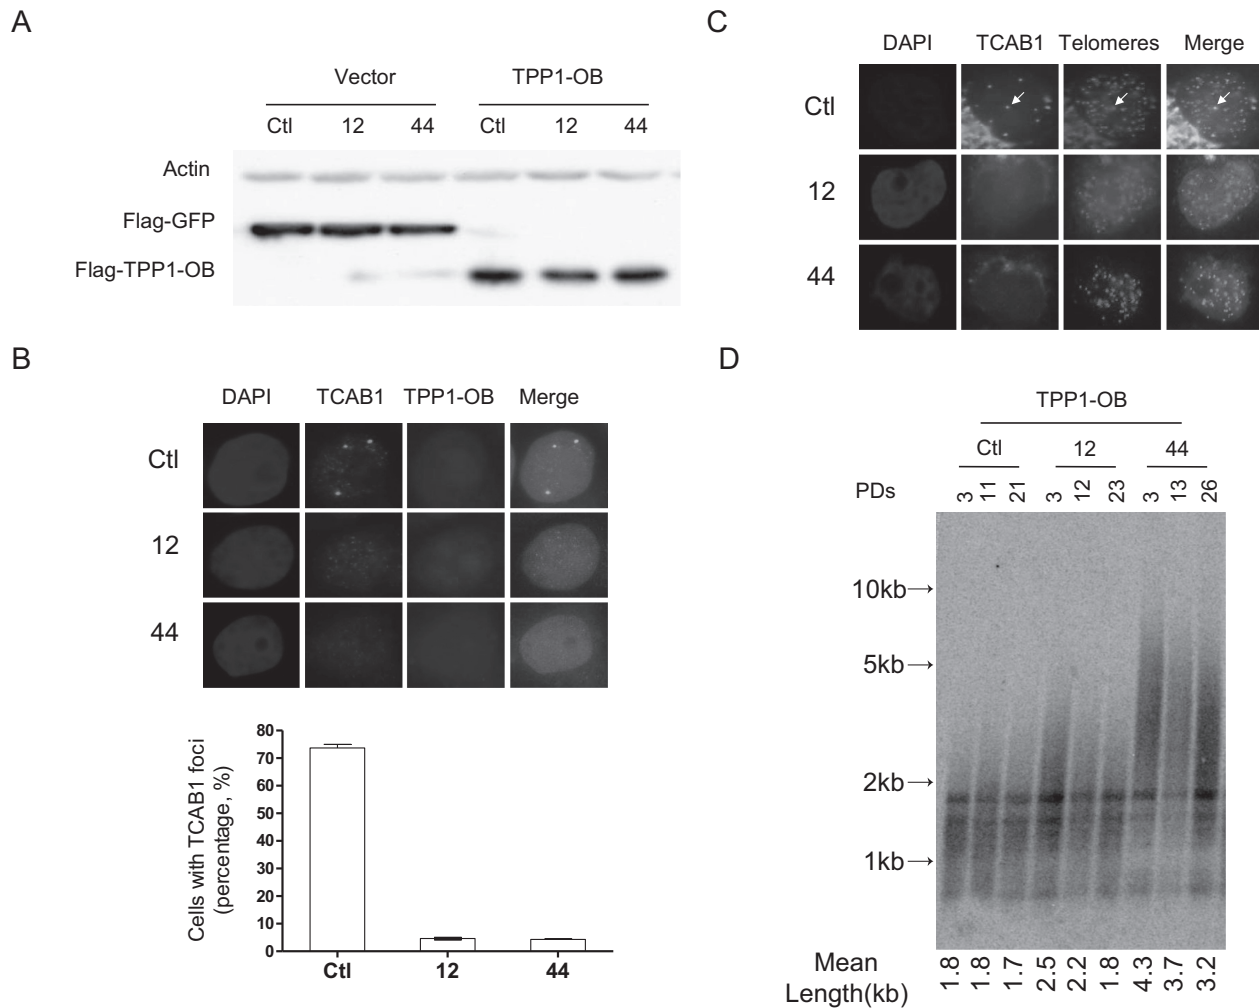 A
Vector TPP1-OB
Ctl 12 44 Ctl 12 44
Actin
Flag-GFP
Flag-TPP1-OB
B
DAPI TCAB1 TPP1-OB Merge
Ctl
12
44
Cells with TCAB1 foci
(percentage, %)
80
70
60
50
40
30
20
10
0
Ctl 12 44
C
DAPI TCAB1 Telomeres Merge
Ctl
12
44
D
TPP1-OB
Ctl 12 44
PDs 3 11 21 3 12 23 3 13 26
10kb→
5kb→
2kb→
1kb→
Mean
Length(kb) 1.8 1.8 1.7 2.5 2.2 1.8 4.3 3.7 3.2